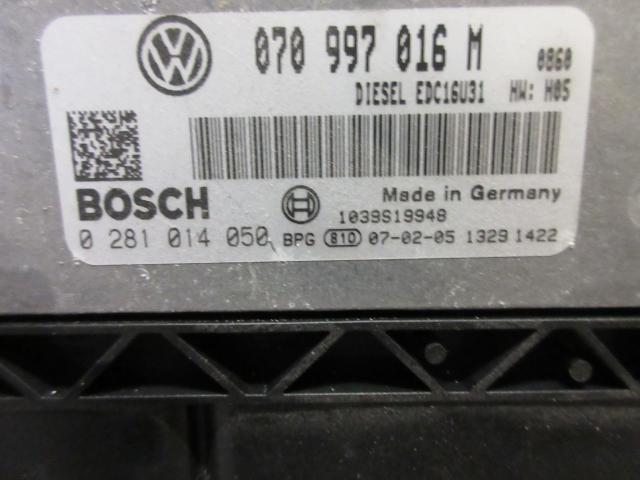 070 997 016 M 0860
DIESEL EDC16U31 HW: H05
BOSCH
Made in Germany
1039S19948
0 281 014 050 BPG 810 07-02-05 1329 1422